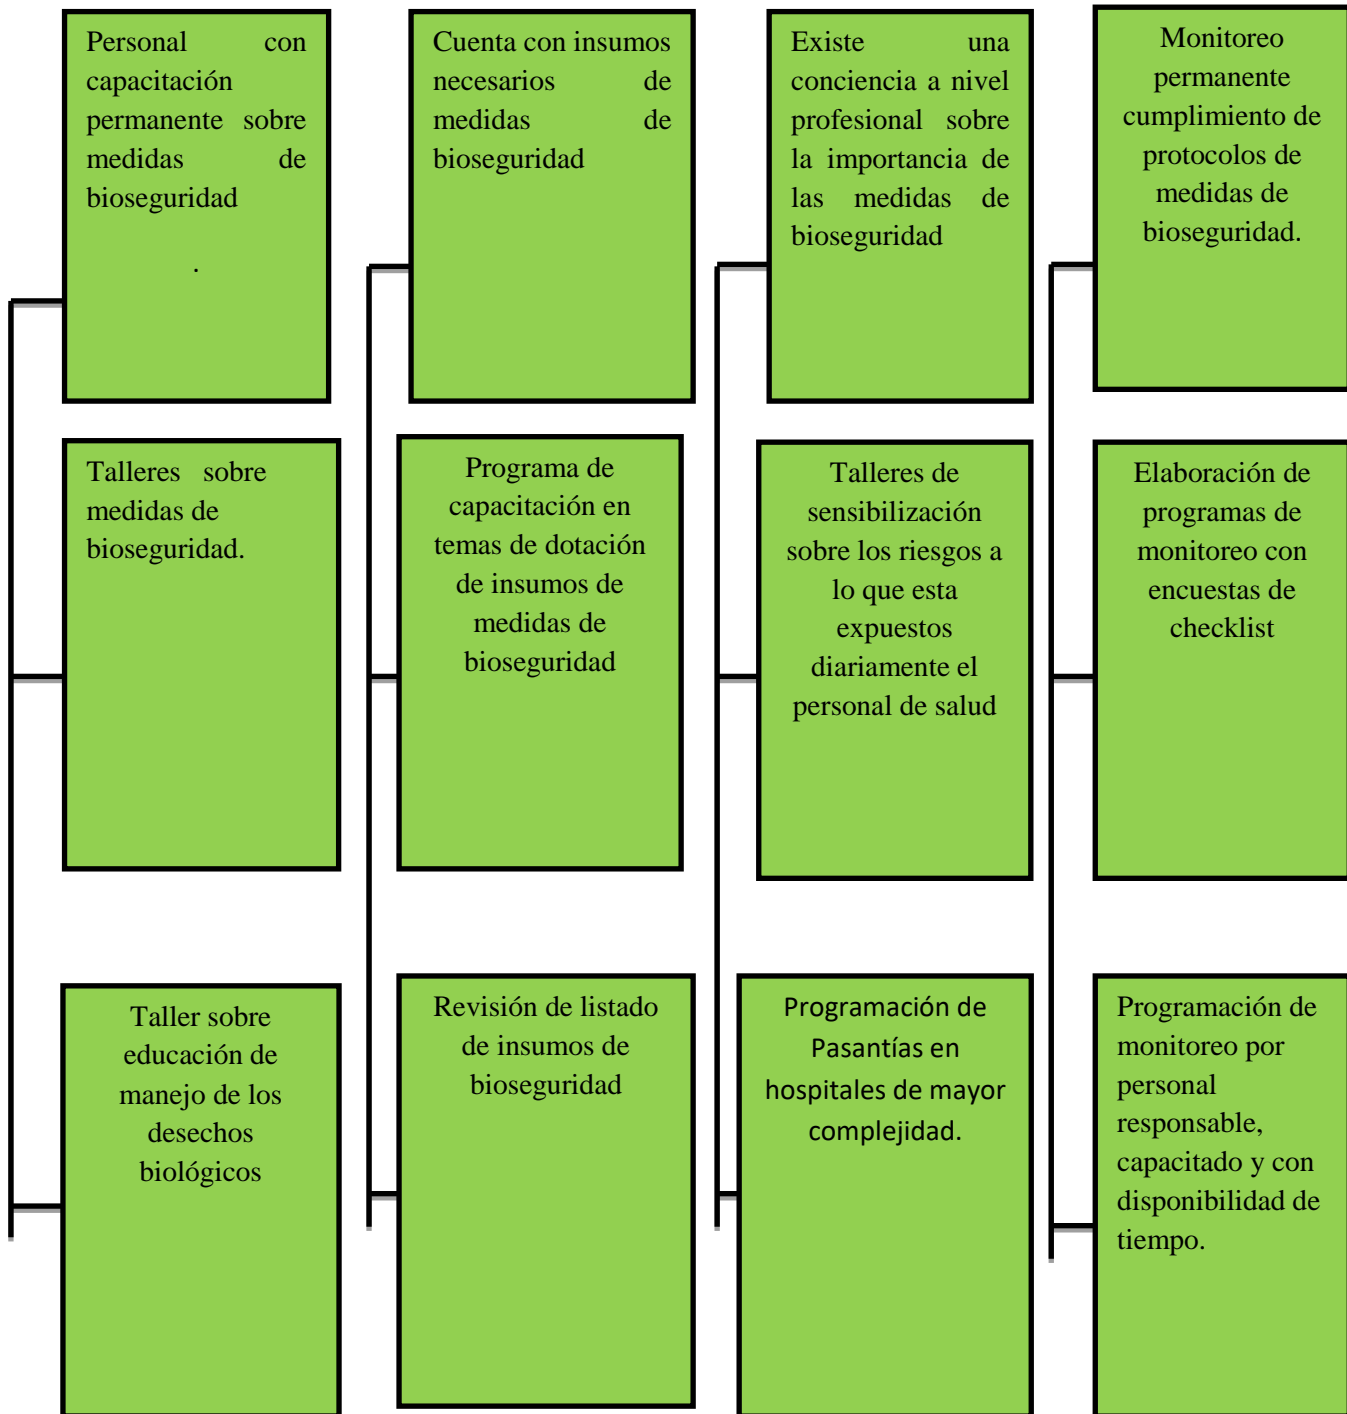 Personal con
capacitación
permanente sobre
medidas de
bioseguridad
.
Cuenta con insumos
necesarios de
medidas de
bioseguridad
Existe una
conciencia a nivel
profesional sobre
la importancia de
las medidas de
bioseguridad
Monitoreo
permanente
cumplimiento de
protocolos de
medidas de
bioseguridad.
Talleres sobre
medidas de
bioseguridad.
Programa de
capacitación en
temas de dotación
de insumos de
medidas de
bioseguridad
Talleres de
sensibilización
sobre los riesgos a
lo que esta
expuestos
diariamente el
personal de salud
Elaboración de
programas de
monitoreo con
encuestas de
checklist
Taller sobre
educación de
manejo de los
desechos
biológicos
Revisión de listado
de insumos de
bioseguridad
Programación de
Pasantías en
hospitales de mayor
complejidad.
Programación de
monitoreo por
personal
responsable,
capacitado y con
disponibilidad de
tiempo.